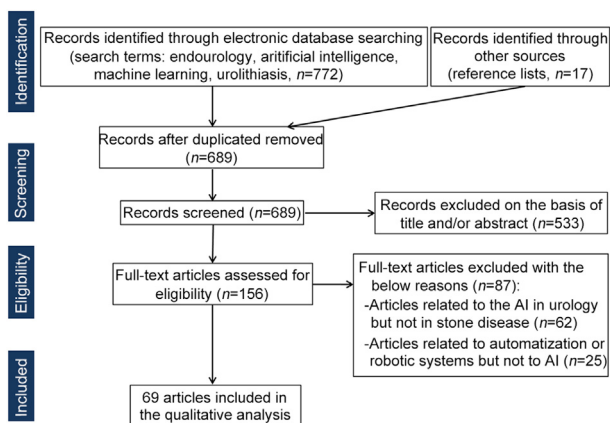 Identification
Records identified through electronic database searching
(search terms: endourology, aritificial intelligence,
machine learning, urolithiasis, n=772)
Records identified through
other sources
(reference lists, n=17)
Screening
Records after duplicated removed
(n=689)
Records screened (n=689)
Records excluded on the basis of
title and/or abstract (n=533)
Eligibility
Full-text articles assessed for
eligibility (n=156)
Full-text articles excluded with the
below reasons (n=87):
-Articles related to the AI in urology
but not in stone disease (n=62)
-Articles related to automatization or
robotic systems but not to AI (n=25)
Included
69 articles included in
the qualitative analysis